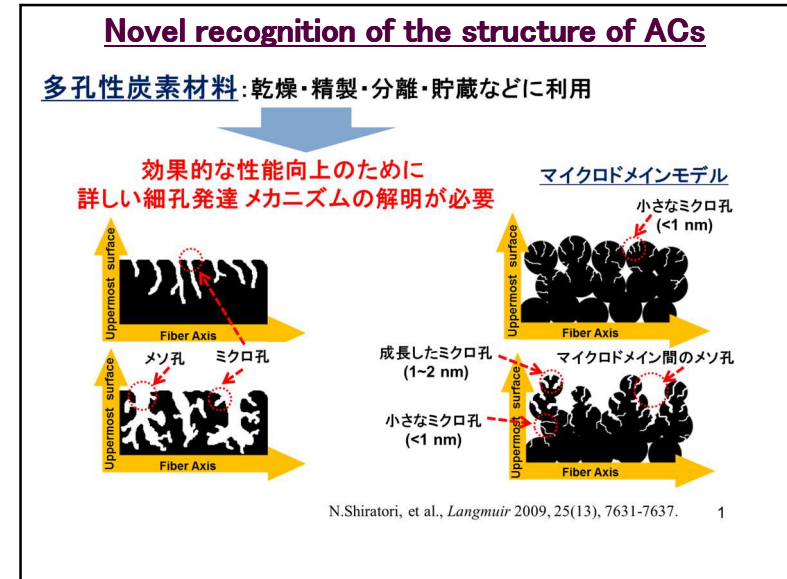 Novel recognition of the structure of ACs
多孔性炭素材料:乾燥・精製・分離・貯蔵などに利用
効果的な性能向上のために
詳しい細孔発達メカニズムの解明が必要
マイクロドメインモデル
小さなミクロ孔
(<1 nm)
Uppermost surface
Fiber Axis
Uppermost surface
Fiber Axis
メソ孔
ミクロ孔
成長したミクロ孔
(1~2 nm)
マイクロドメイン間のメソ孔
小さなミクロ孔
(<1 nm)
Uppermost surface
Fiber Axis
Uppermost surface
Fiber Axis
N.Shiratori, et al., Langmuir 2009, 25(13), 7631-7637.
1